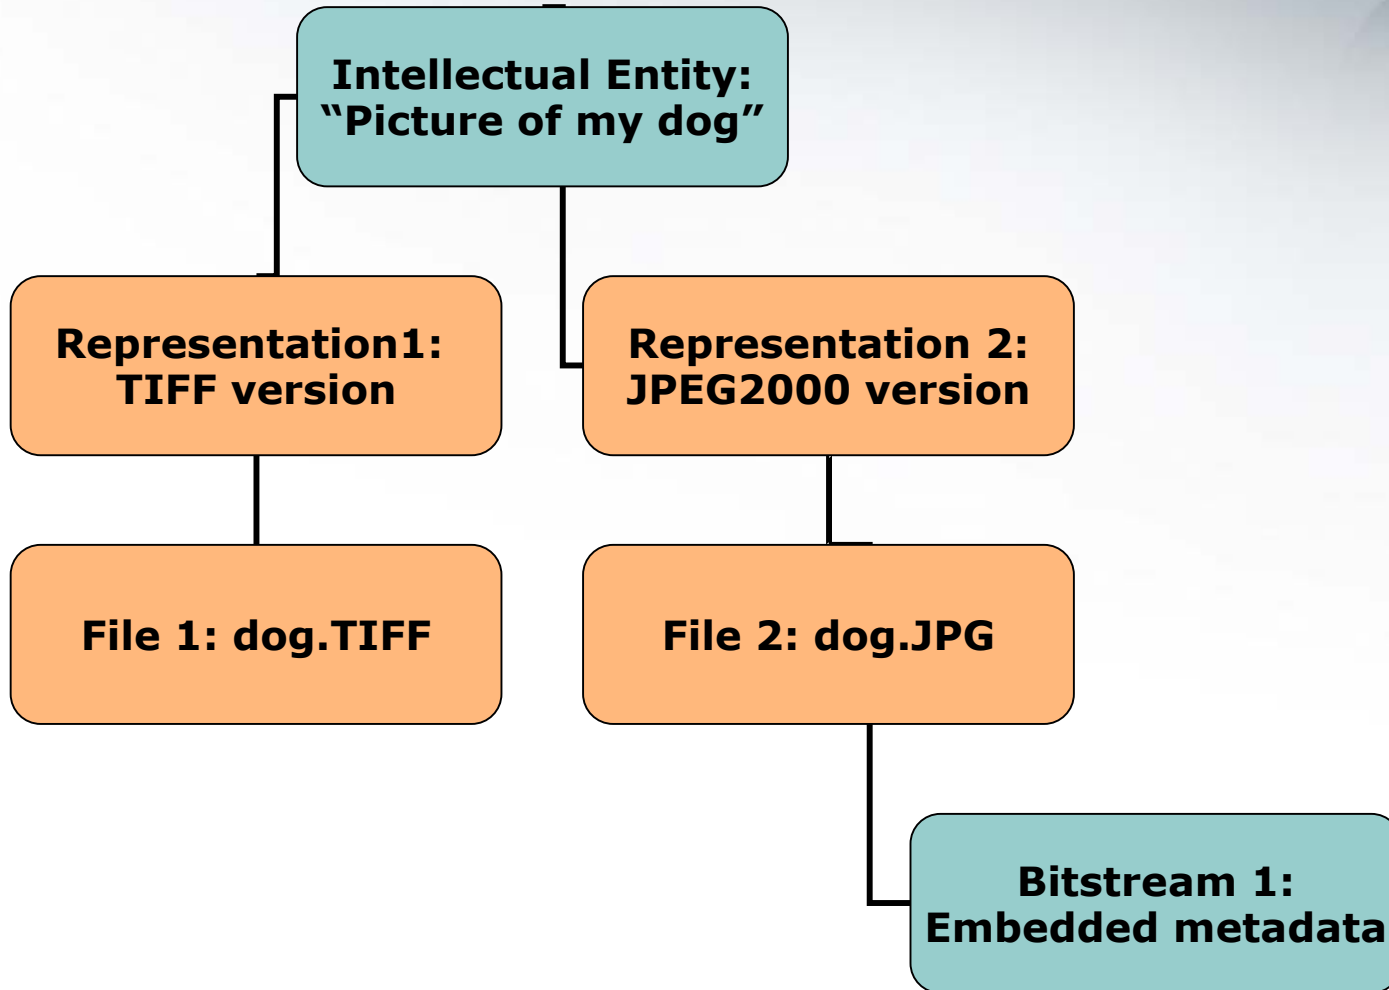 Intellectual Entity:
“Picture of my dog”
Representation1:
TIFF version
Representation 2:
JPEG2000 version
File 1: dog.TIFF
File 2: dog.JPG
Bitstream 1:
Embedded metadata